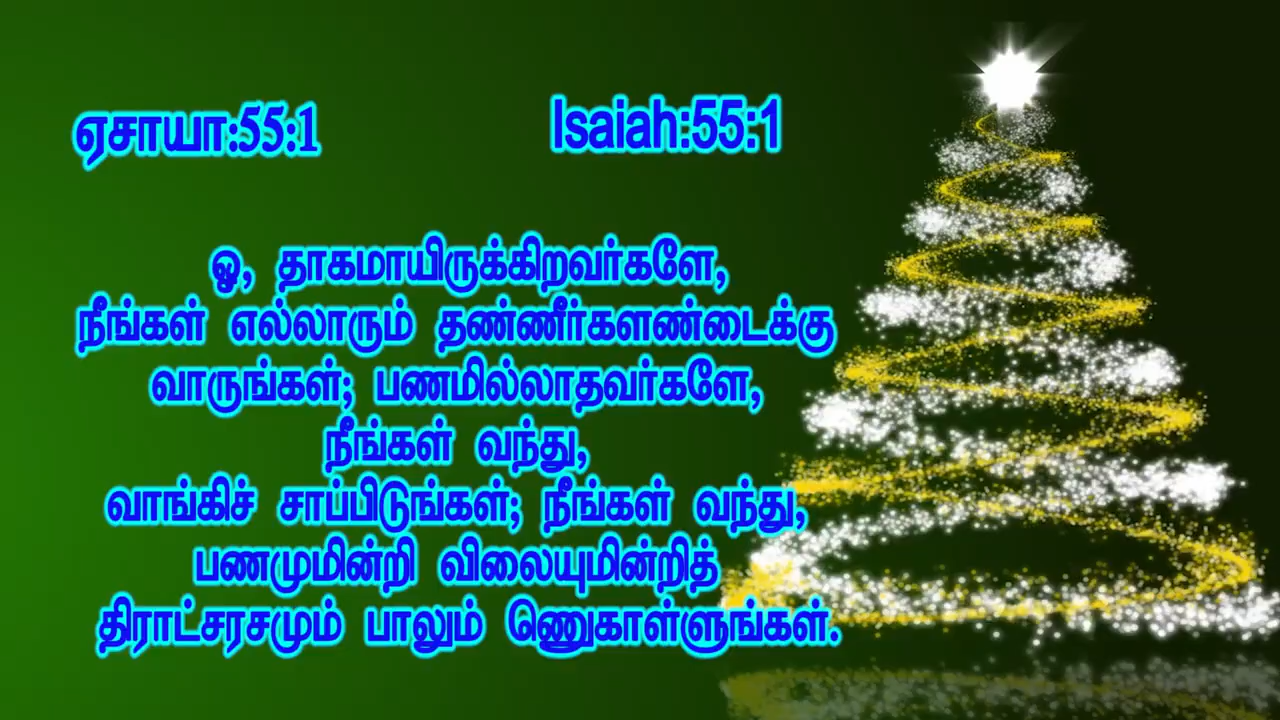 ஏசாயா:55:1 Isaiah:55:1
ஓ, தாகமாயிருக்கிறவர்களே,
நீங்கள் எல்லாரும் தண்ணீர்களண்டைக்கு
வாருங்கள்; பணமில்லாதவர்களே,
நீங்கள் வந்து,
வாங்கிச் சாப்பிடுங்கள்; நீங்கள் வந்து,
பணமுமின்றி விலையுமின்றித்
திராட்சரசமும் பாலும் ணெுகாள்ளுங்கள்.